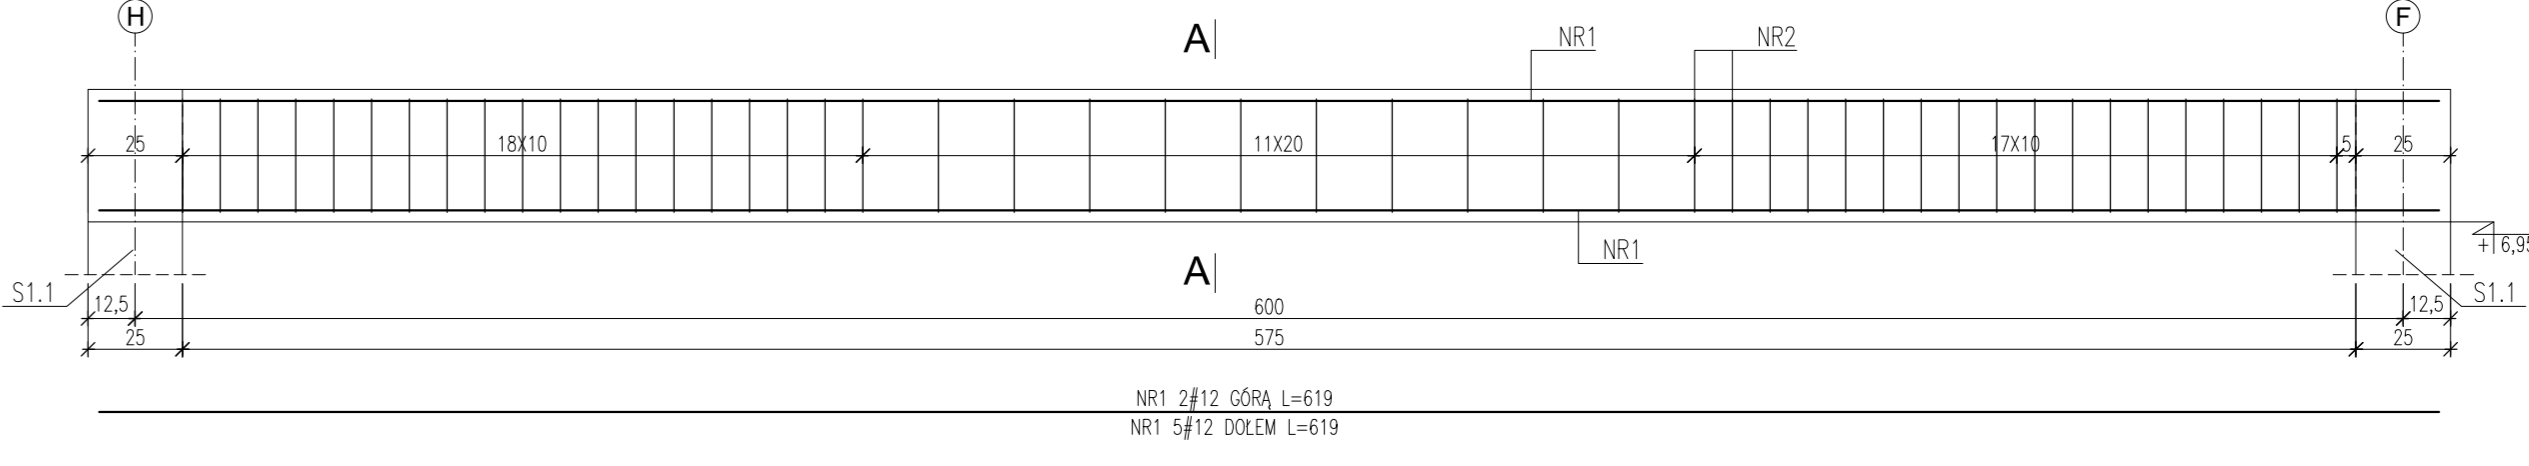 H
F
A
NR1
NR2
25
18X10
11X20
17X10
5
25
NR1
+ 6,95
A
S1.1
S1.1
12,5
600
12,5
25
575
25
NR1 2#12 GÓRĄ L=619
NR1 5#12 DOŁEM L=619